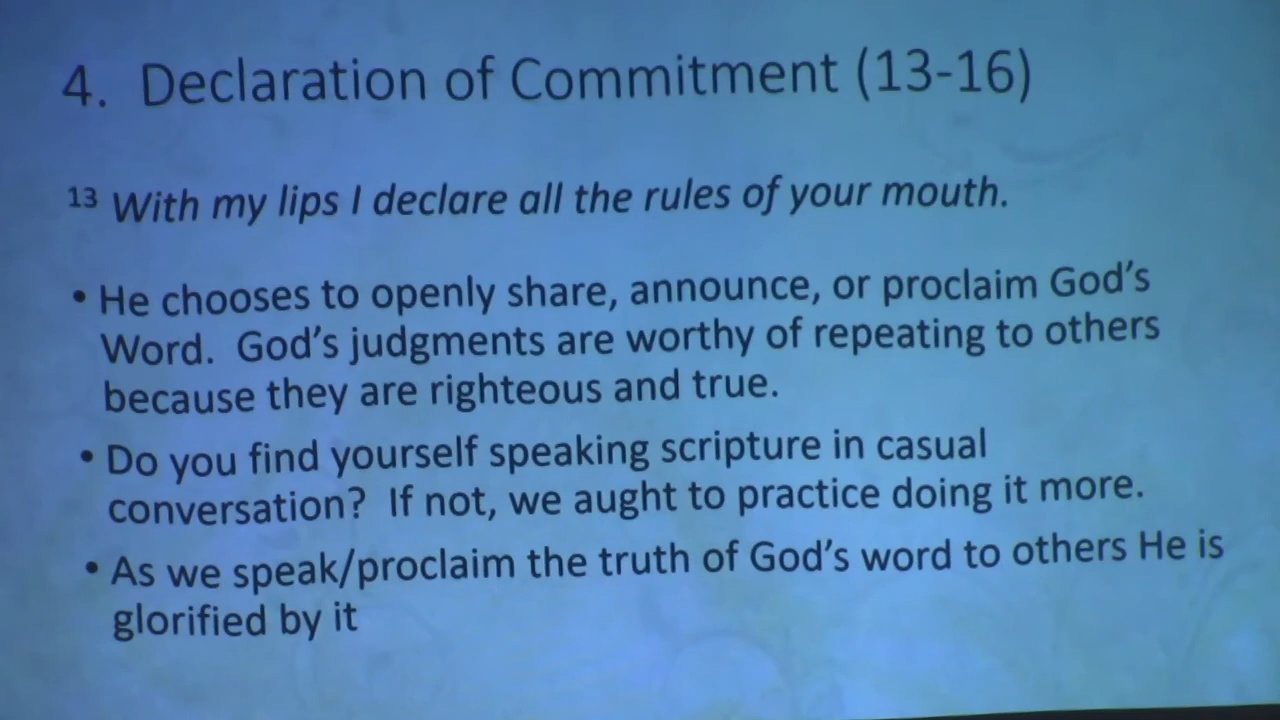 4. Declaration of Commitment (13-16)
13 With my lips I declare all the rules of your mouth.
• He chooses to openly share, announce, or proclaim God's
Word. God's judgments are worthy of repeating to others
because they are righteous and true.
• Do you find yourself speaking scripture in casual
conversation? If not, we aught to practice doing it more.
• As we speak/proclaim the truth of God's word to others He is
glorified by it